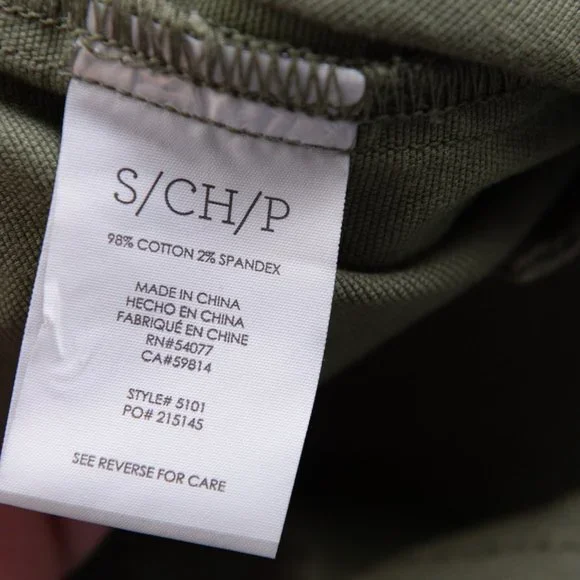 S/CH/P
98% COTTON 2% SPANDEX
MADE IN CHINA
HECHO EN CHINA
FABRIQUÉ EN CHINE
RN#54077
CA#59814
STYLE# 5101
PO# 215145
SEE REVERSE FOR CARE